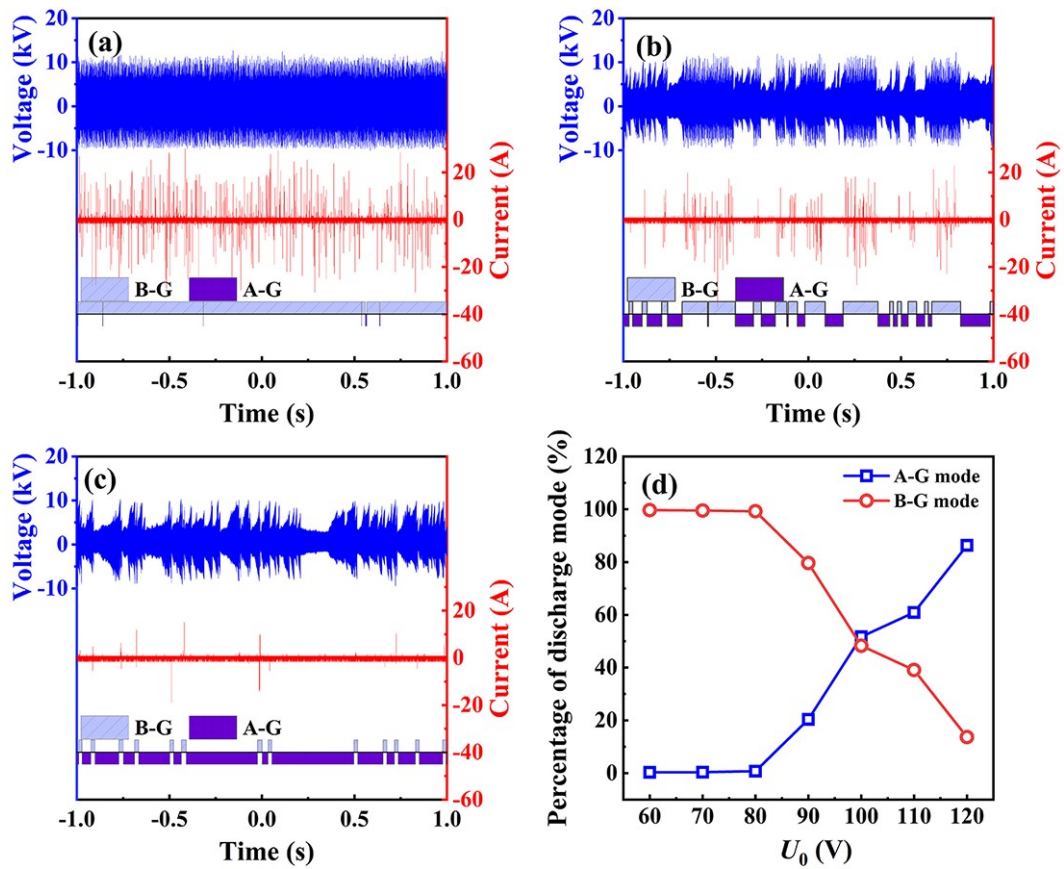 (a)
Voltage (kV)
20
10
0
-10
Current (A)
20
0
-20
-40
-60
B-G
A-G
-1.0 -0.5 0.0 0.5 1.0
Time (s)
(b)
Voltage (kV)
20
10
0
-10
Current (A)
20
0
-20
-40
-60
B-G
A-G
-1.0 -0.5 0.0 0.5 1.0
Time (s)
(c)
Voltage (kV)
20
10
0
-10
Current (A)
20
0
-20
-40
-60
B-G
A-G
-1.0 -0.5 0.0 0.5 1.0
Time (s)
(d)
Percentage of discharge mode (%)
120
100
80
60
40
20
0
A-G mode
B-G mode
60 70 80 90 100 110 120
U0 (V)